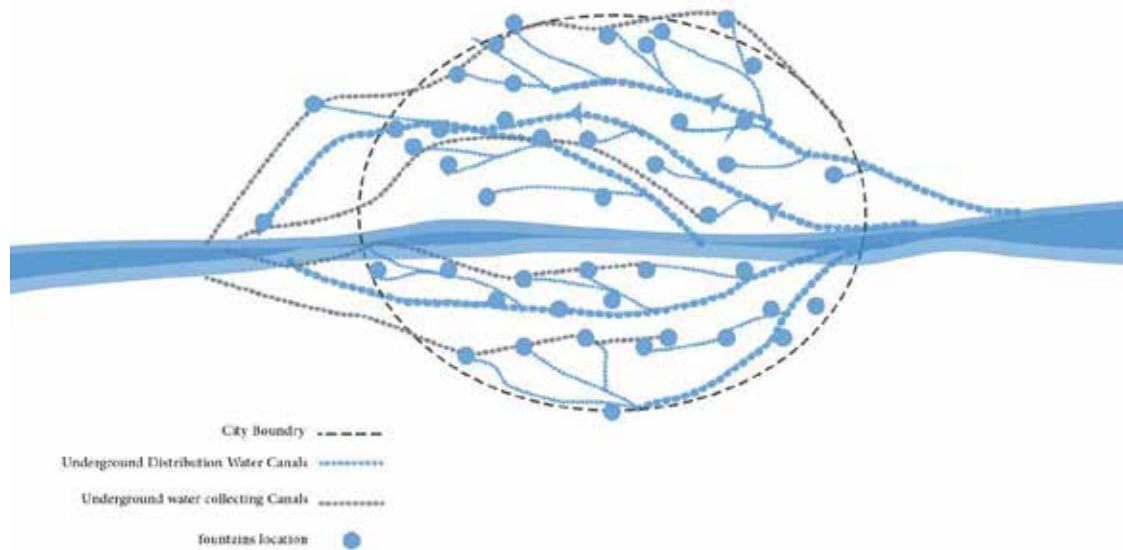 City Boundry
Underground Distribution Water Canals
Underground water collecting Canals
fountains location